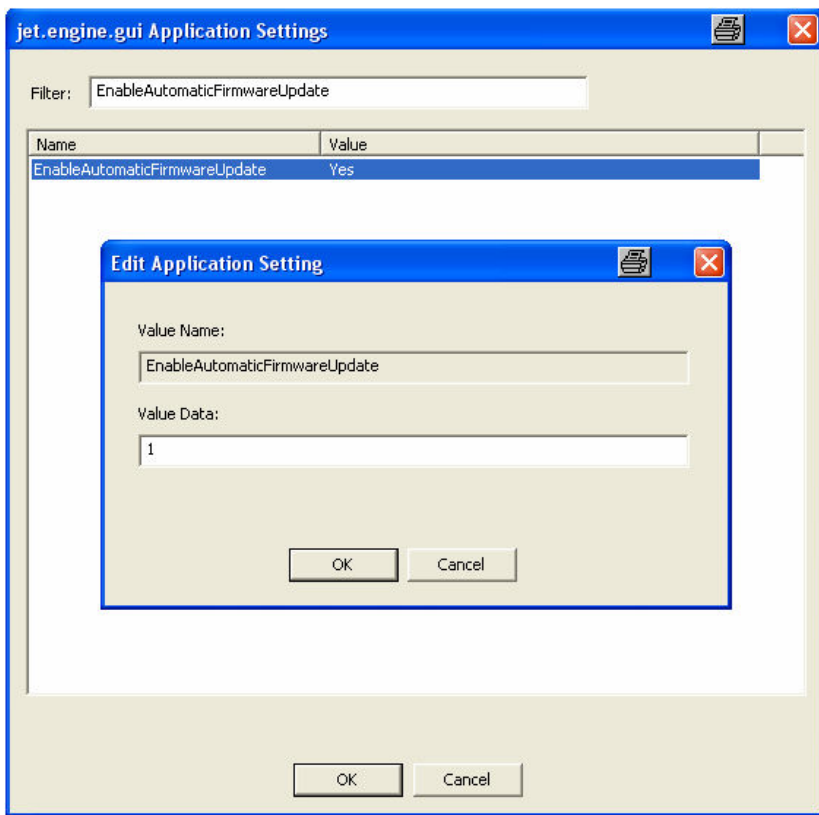 jet.engine.gui Application Settings
Filter: EnableAutomaticFirmwareUpdate
Name Value
EnableAutomaticFirmwareUpdate Yes
Edit Application Setting
Value Name:
EnableAutomaticFirmwareUpdate
Value Data:
1
OK Cancel
OK Cancel